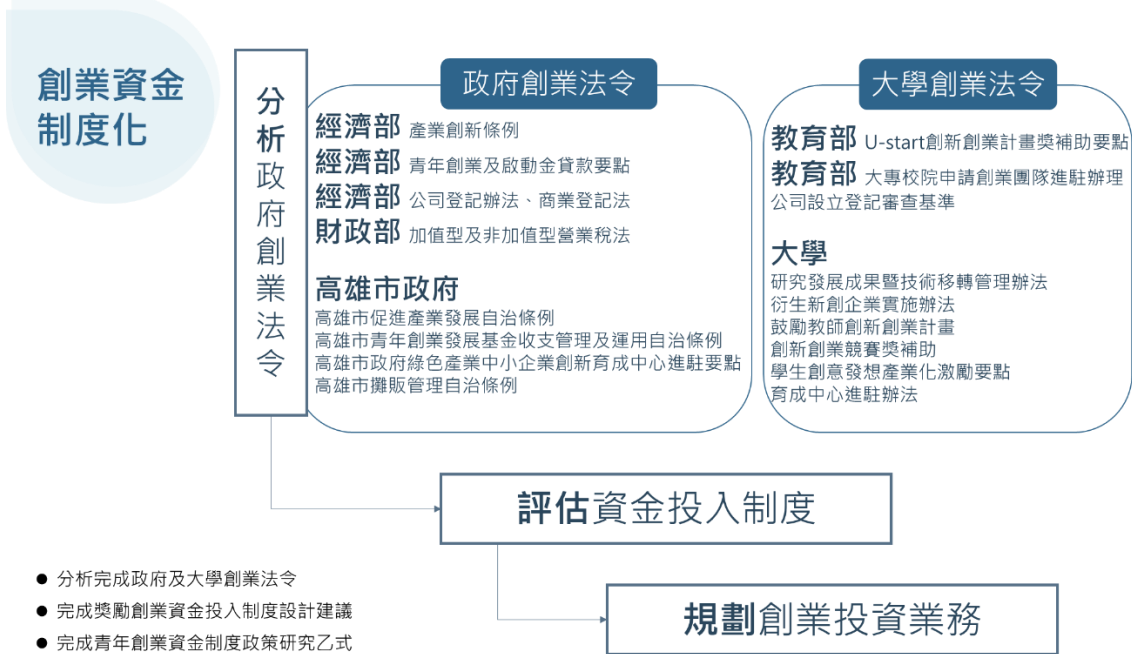 創業資金
制度化
分析政府創業法令
政府創業法令
經濟部 產業創新條例
經濟部 青年創業及啟動金貸款要點
經濟部 公司登記辦法、商業登記法
財政部 加值型及非加值型營業稅法
高雄市政府
高雄市促進產業發展自治條例
高雄市青年創業發展基金收支管理及運用自治條例
高雄市政府綠色產業中小企業創新育成中心進駐要點
高雄市攤販管理自治條例
大學創業法令
教育部 U-start創新創業計畫獎補助要點
教育部 大專校院申請創業團隊進駐辦理
公司設立登記審查基準
大學
研究發展成果暨技術移轉管理辦法
衍生新創企業實施辦法
鼓勵教師創新創業計畫
創新創業競賽獎補助
學生創意發想產業化激勵要點
育成中心進駐辦法
評估資金投入制度
規劃創業投資業務
● 分析完成政府及大學創業法令
● 完成獎勵創業資金投入制度設計建議
● 完成青年創業資金制度政策研究乙式